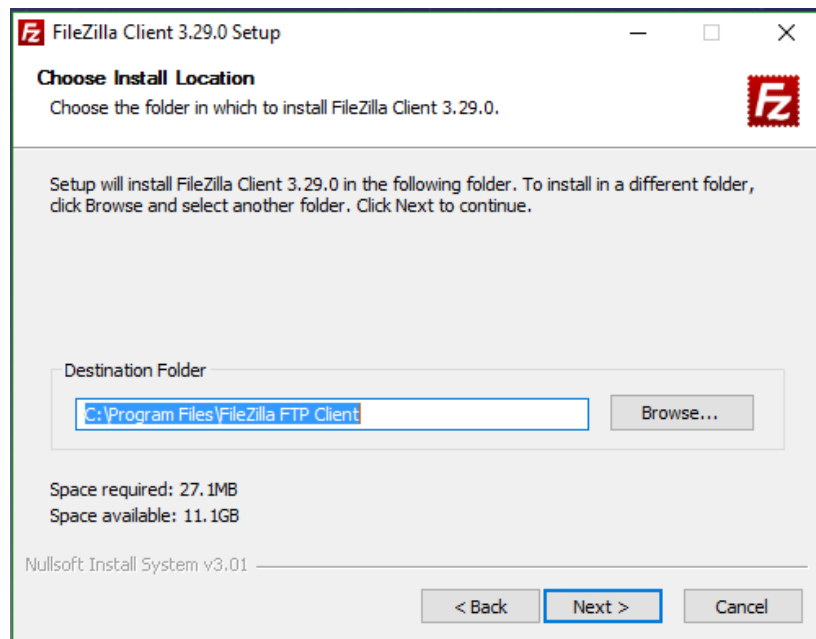 FileZilla Client 3.29.0 Setup
Choose Install Location
Choose the folder in which to install FileZilla Client 3.29.0.
Fz
Setup will install FileZilla Client 3.29.0 in the following folder. To install in a different folder,
click Browse and select another folder. Click Next to continue.
Destination Folder
C:\Program Files\FileZilla FTP Client
Browse...
Space required: 27.1MB
Space available: 11.1GB
Nullsoft Install System v3.01
< Back
Next >
Cancel